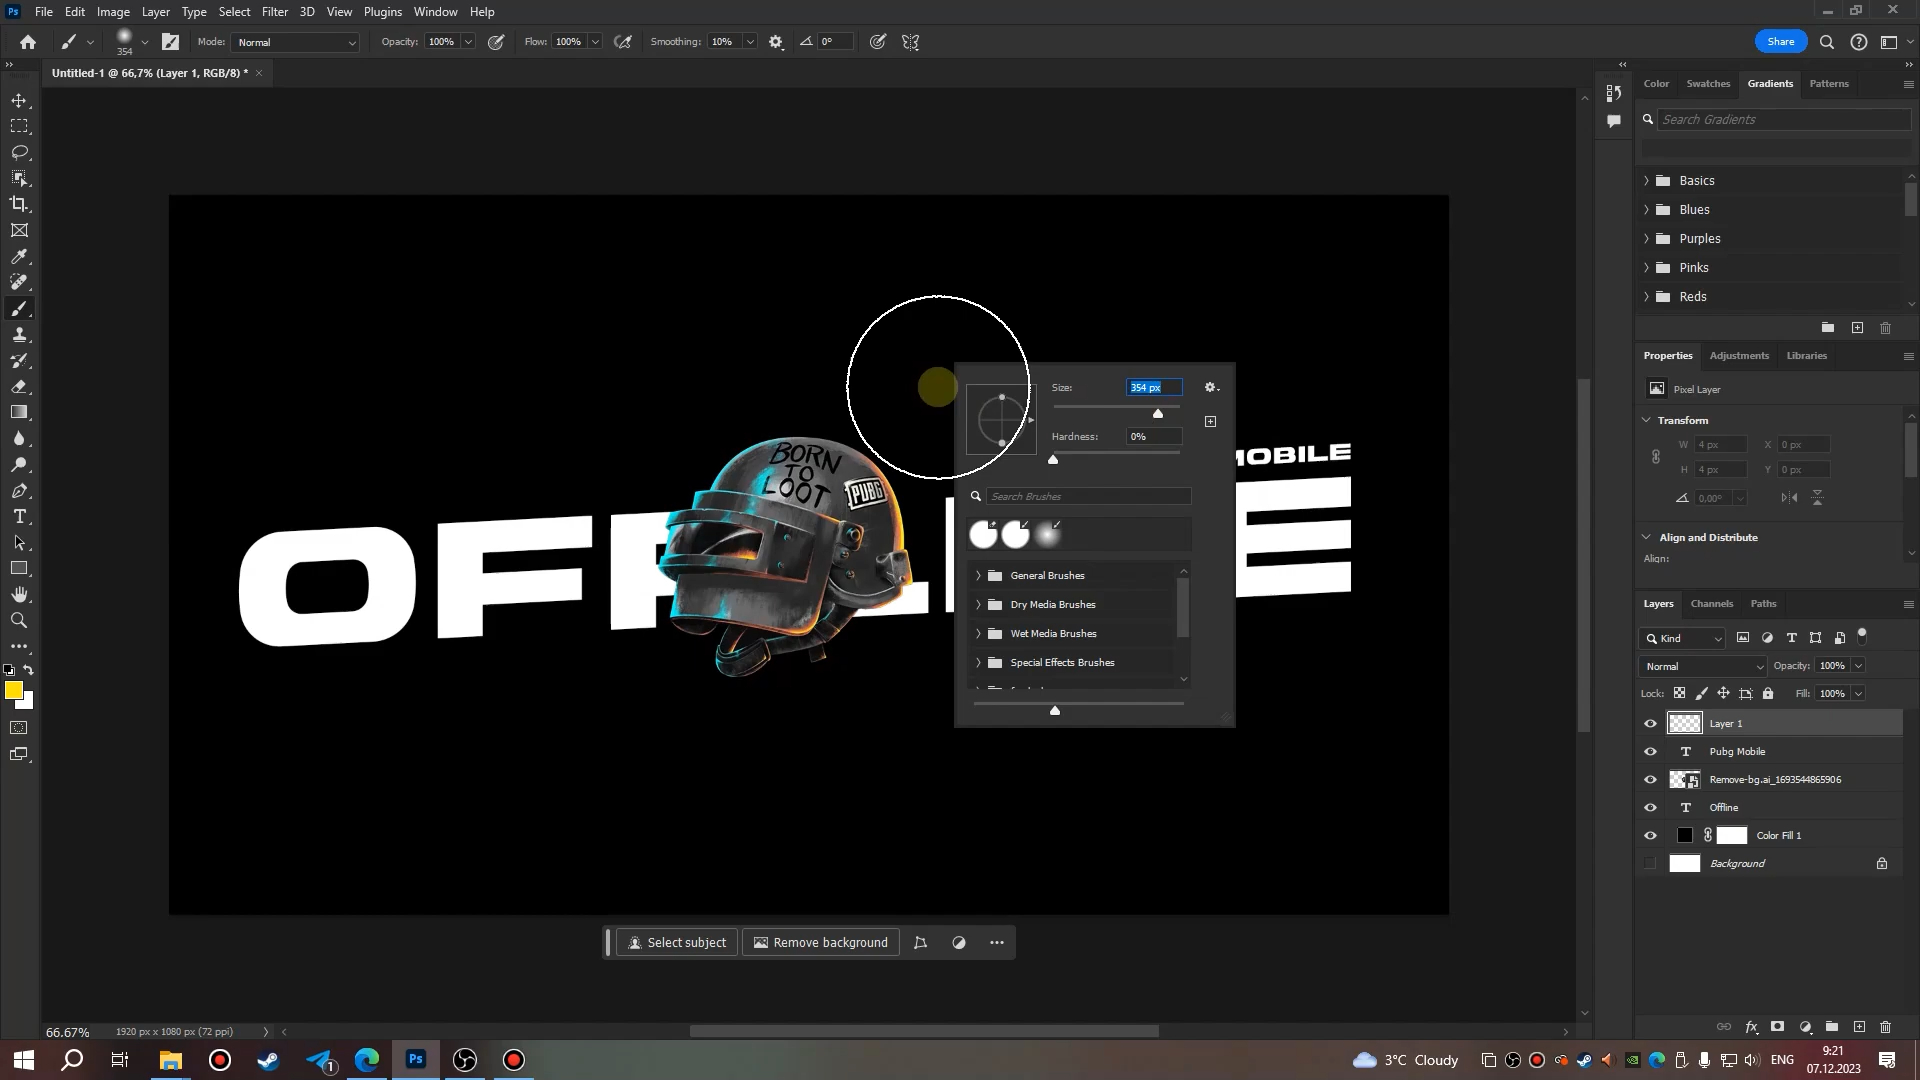 File Edit Image Layer Type Select Filter 3D View Plugins Window Help
354 Mode: Normal Opacity: 100% Flow: 100% Smoothing: 10% 0° Share
Untitled-1 @ 66,7% (Layer 1, RGB/8) *
Color Swatches Gradients Patterns
Search Gradients
Basics
Blues
Purples
Pinks
Reds
Properties Adjustments Libraries
Pixel Layer
Transform
W 4 px X 0 px
H 4 px Y 0 px
0,00°
Align and Distribute
Align:
Layers Channels Paths
Kind
Normal Opacity: 100%
Lock: Fill: 100%
Layer 1
Pubg Mobile
Remove-bg.ai_1693544865906
Offline
Color Fill 1
Background
BORN
TO
LOOT
PUBG
MOBILE
OFFLINE
Size: 354 px
Hardness: 0%
Search Brushes
General Brushes
Dry Media Brushes
Wet Media Brushes
Special Effects Brushes
Select subject Remove background
66.67% 1920 px x 1080 px (72 ppi)
Ps 1 3°C Cloudy ENG 9:21
07.12.2023